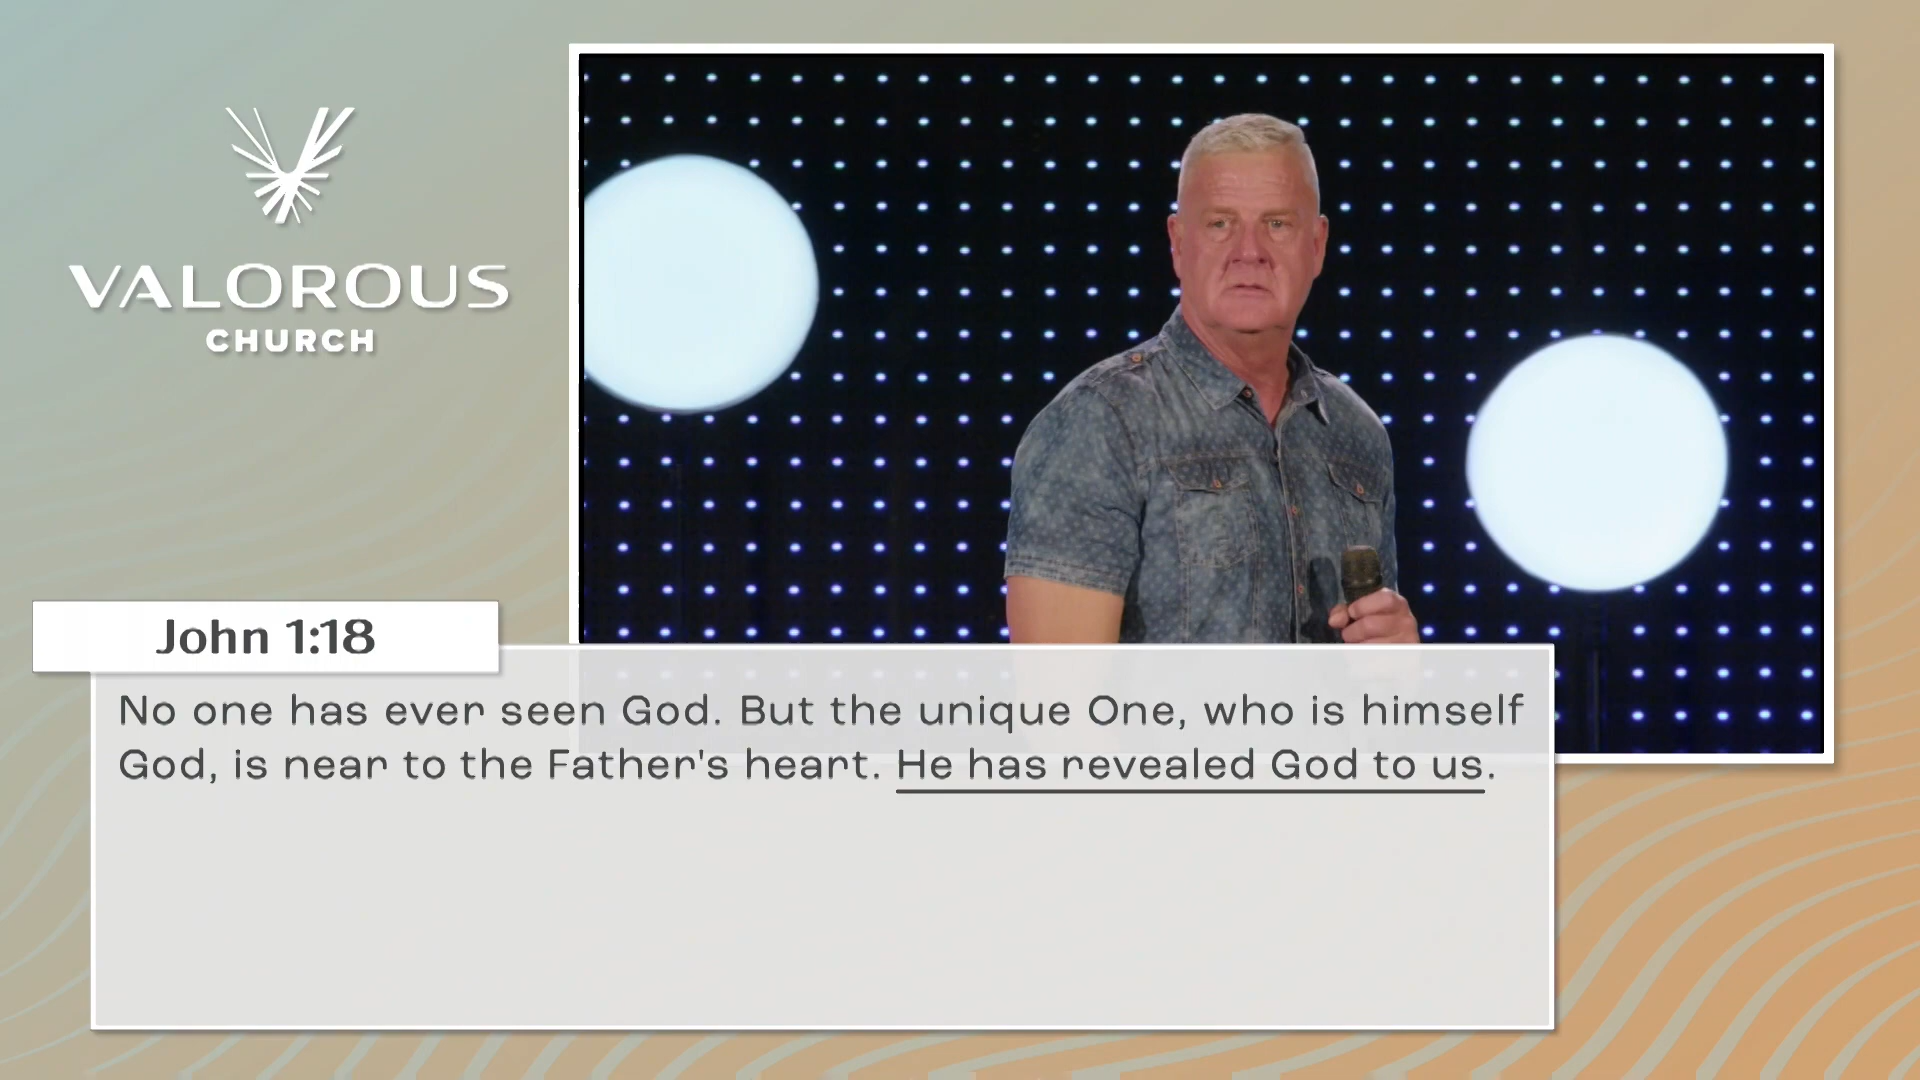 VALOROUS
CHURCH
John 1:18
No one has ever seen God. But the unique One, who is himself
God, is near to the Father's heart. He has revealed God to us.